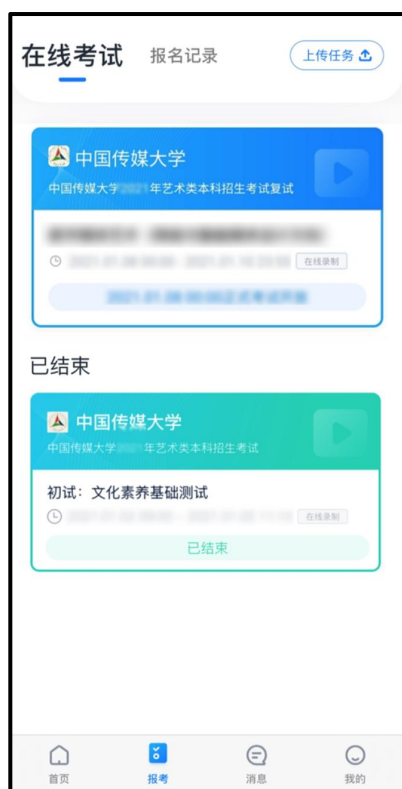 在线考试 报名记录 上传任务
中国传媒大学
中国传媒大学 年艺术类本科招生考试复试
在线录制
已结束
中国传媒大学
中国传媒大学 年艺术类本科招生考试
初试：文化素养基础测试
在线录制
已结束
首页 报考 消息 我的